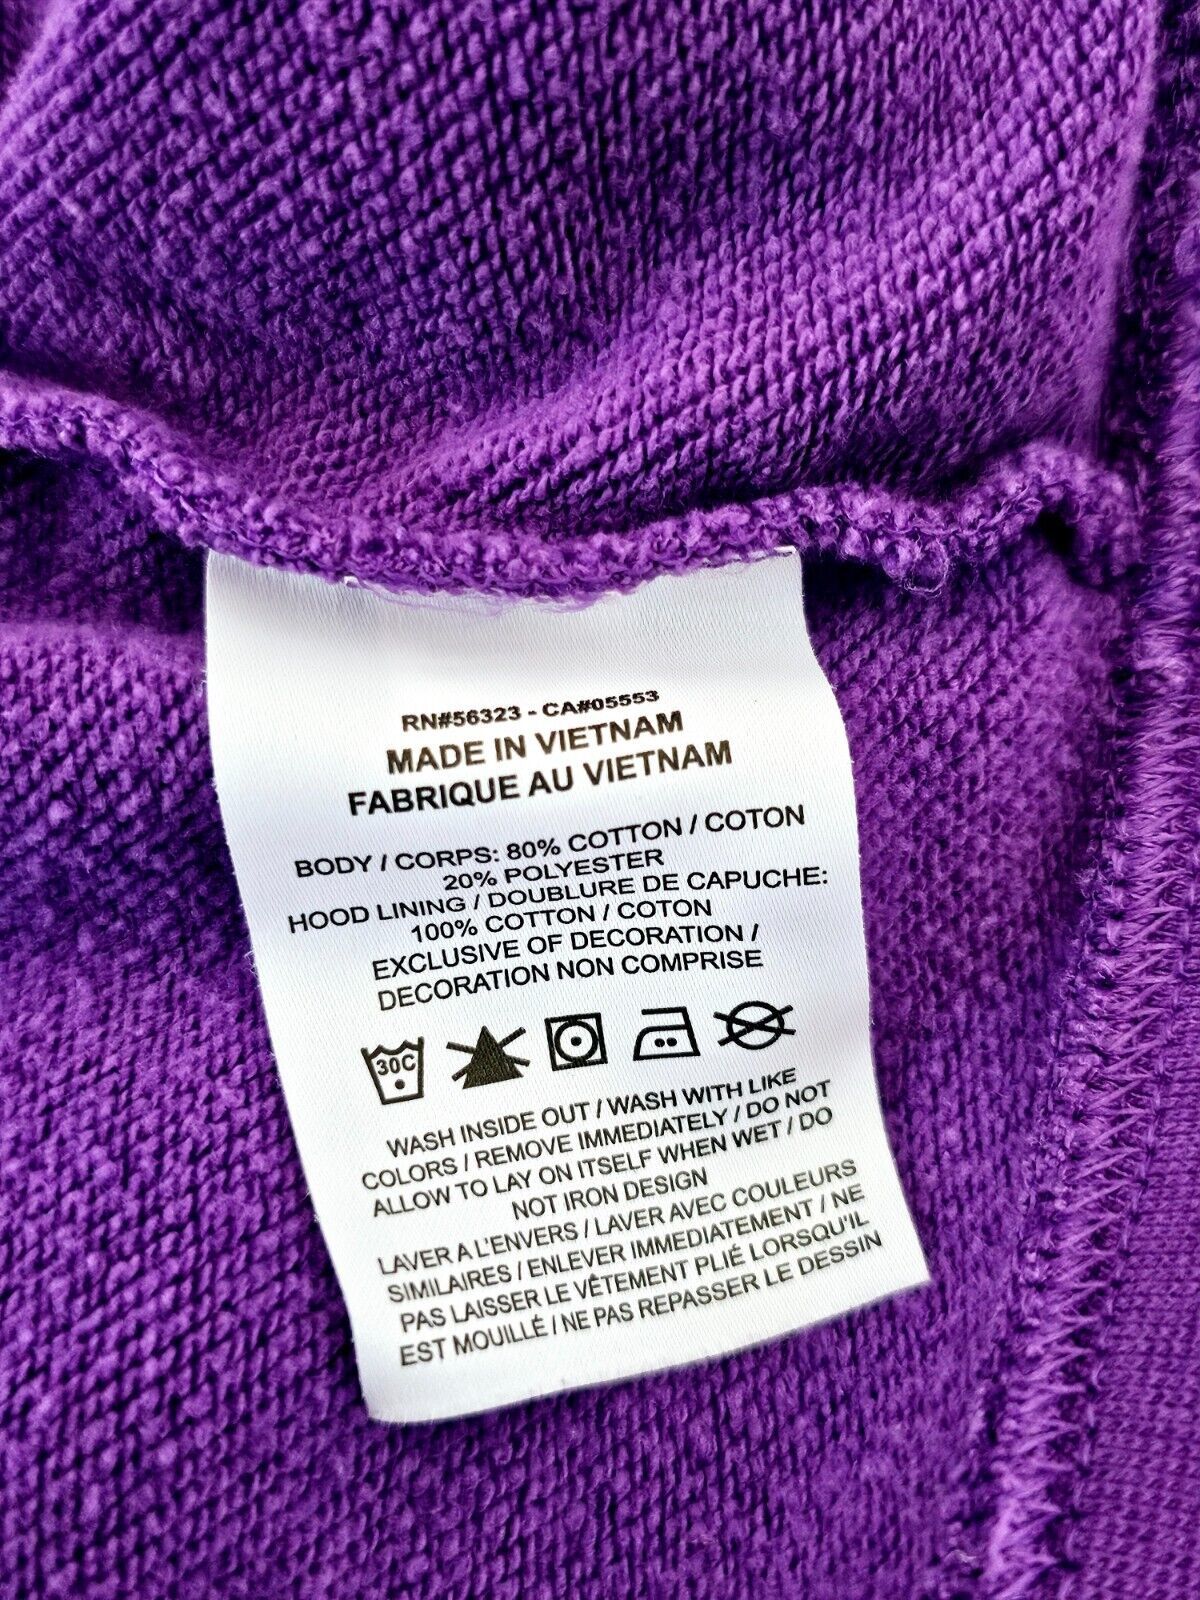 RN#56323 - CA#05553
MADE IN VIETNAM
FABRIQUE AU VIETNAM
BODY / CORPS: 80% COTTON / COTON
20% POLYESTER
HOOD LINING / DOUBLURE DE CAPUCHE:
100% COTTON / COTON
EXCLUSIVE OF DECORATION /
DECORATION NON COMPRISE
30C
WASH INSIDE OUT / WASH WITH LIKE
COLORS / REMOVE IMMEDIATELY / DO NOT
ALLOW TO LAY ON ITSELF WHEN WET / DO
NOT IRON DESIGN
LAVER A L'ENVERS / LAVER AVEC COULEURS
SIMILAIRES / ENLEVER IMMEDIATEMENT / NE
PAS LAISSER LE VÊTEMENT PLIÉ LORSQU'IL
EST MOUILLÉ / NE PAS REPASSER LE DESSIN